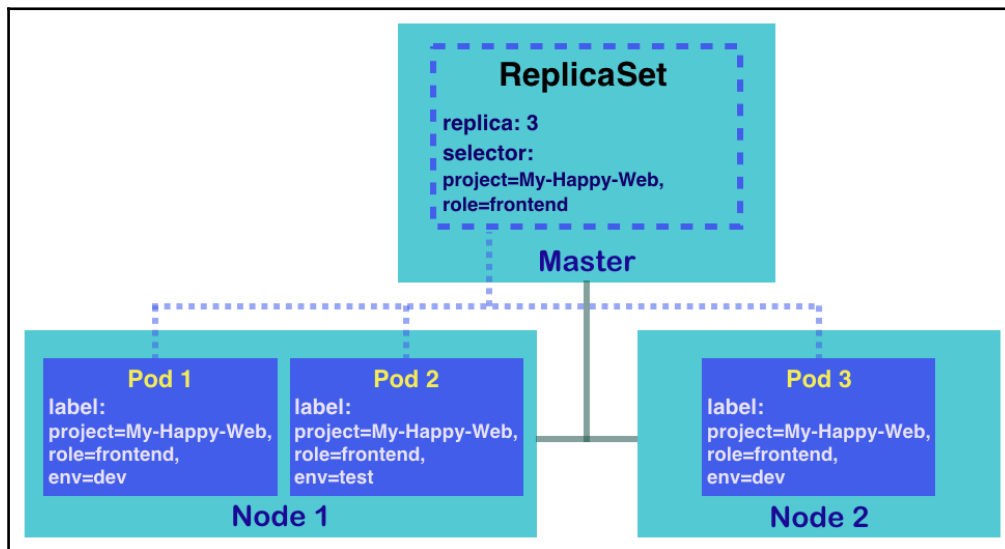 ReplicaSet
replica: 3
selector:
project=My-Happy-Web,
role=frontend
Master
Pod 1
label:
project=My-Happy-Web,
role=frontend,
env=dev
Pod 2
label:
project=My-Happy-Web,
role=frontend,
env=test
Node 1
Pod 3
label:
project=My-Happy-Web,
role=frontend,
env=dev
Node 2